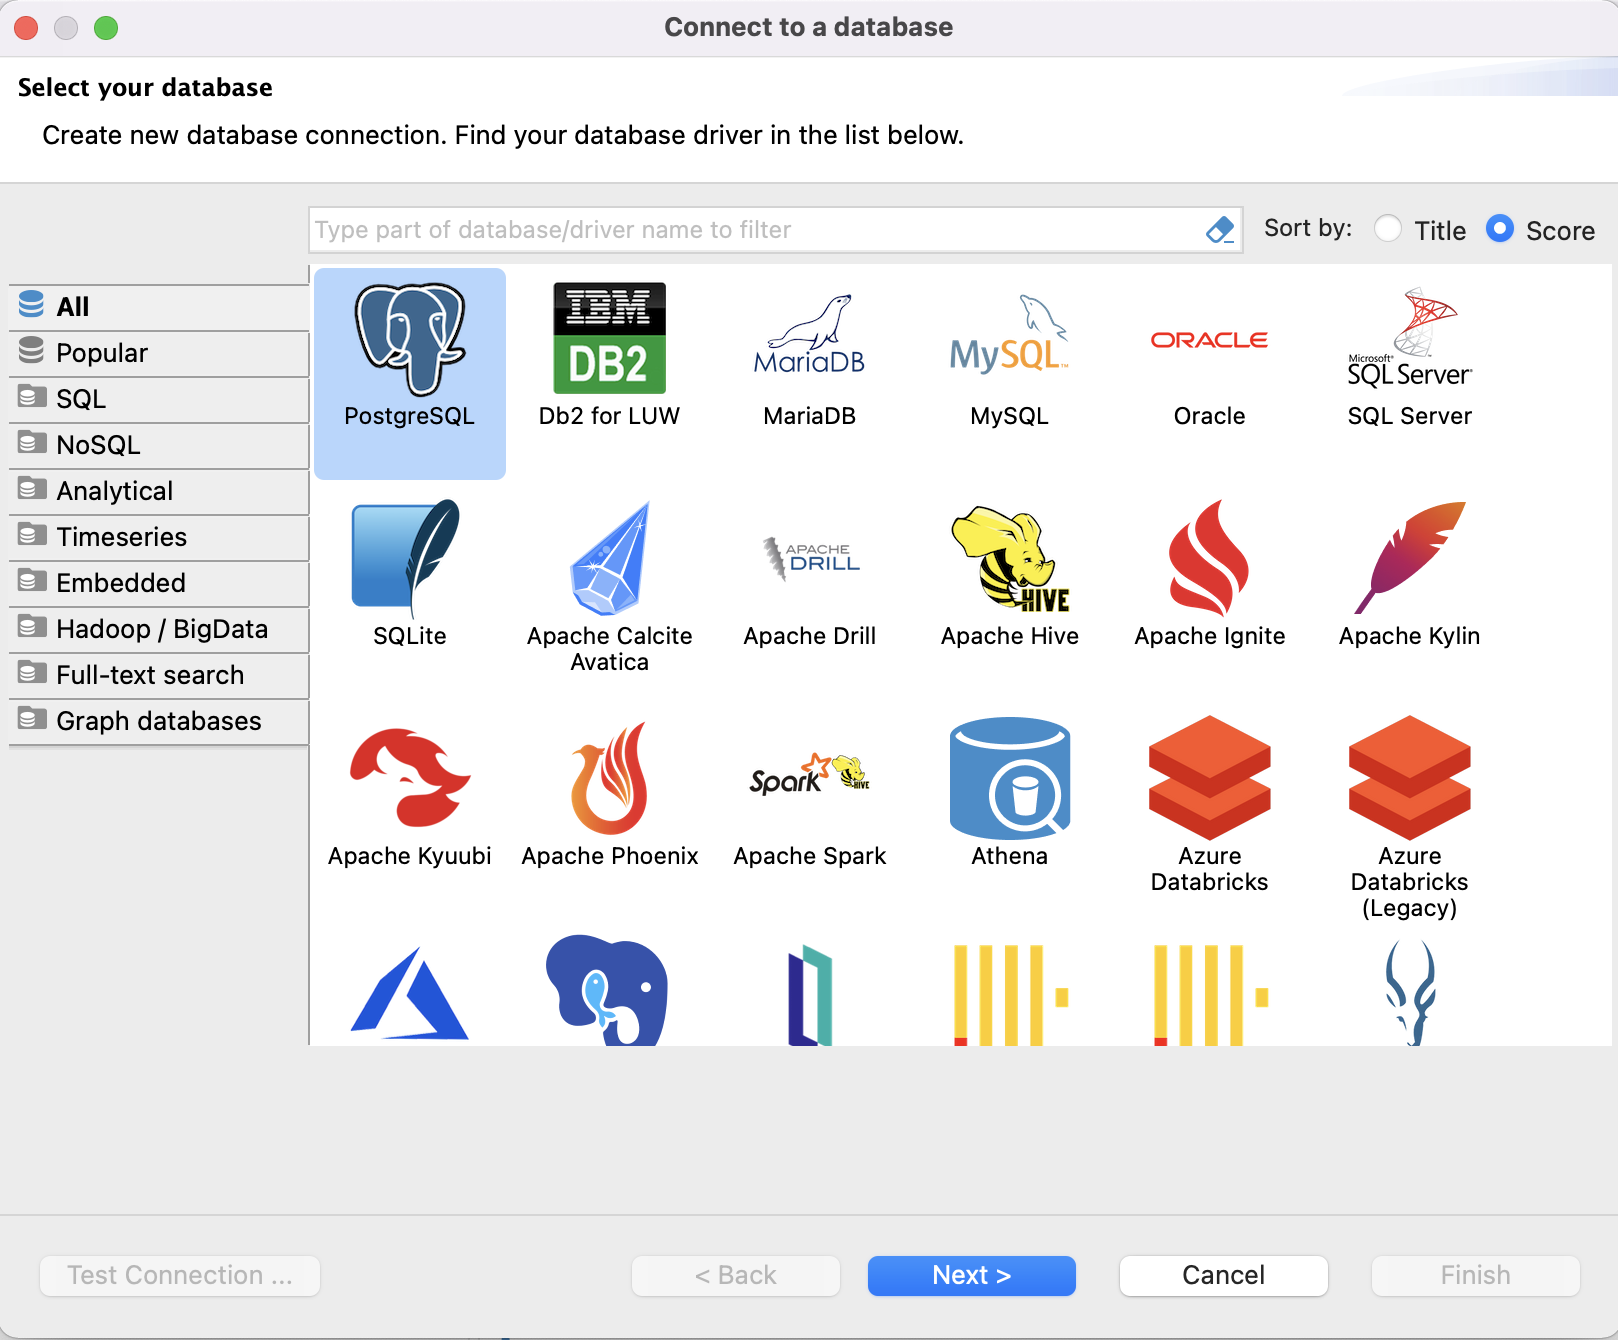 Connect to a database
Select your database
Create new database connection. Find your database driver in the list below.
Type part of database/driver name to filter
Sort by: Title Score
All
Popular
SQL
NoSQL
Analytical
Timeseries
Embedded
Hadoop / BigData
Full-text search
Graph databases
PostgreSQL
IBM
DB2
Db2 for LUW
MariaDB
MariaDB
MySQL™
MySQL
ORACLE
Oracle
Microsoft®
SQL Server®
SQL Server
SQLite
Apache Calcite
Avatica
APACHE
DRILL
Apache Drill
HIVE
Apache Hive
Apache Ignite
Apache Kylin
Apache Kyuubi
Apache Phoenix
Spark HIVE
Apache Spark
Athena
Azure
Databricks
Azure
Databricks
(Legacy)
Test Connection ...
< Back
Next >
Cancel
Finish